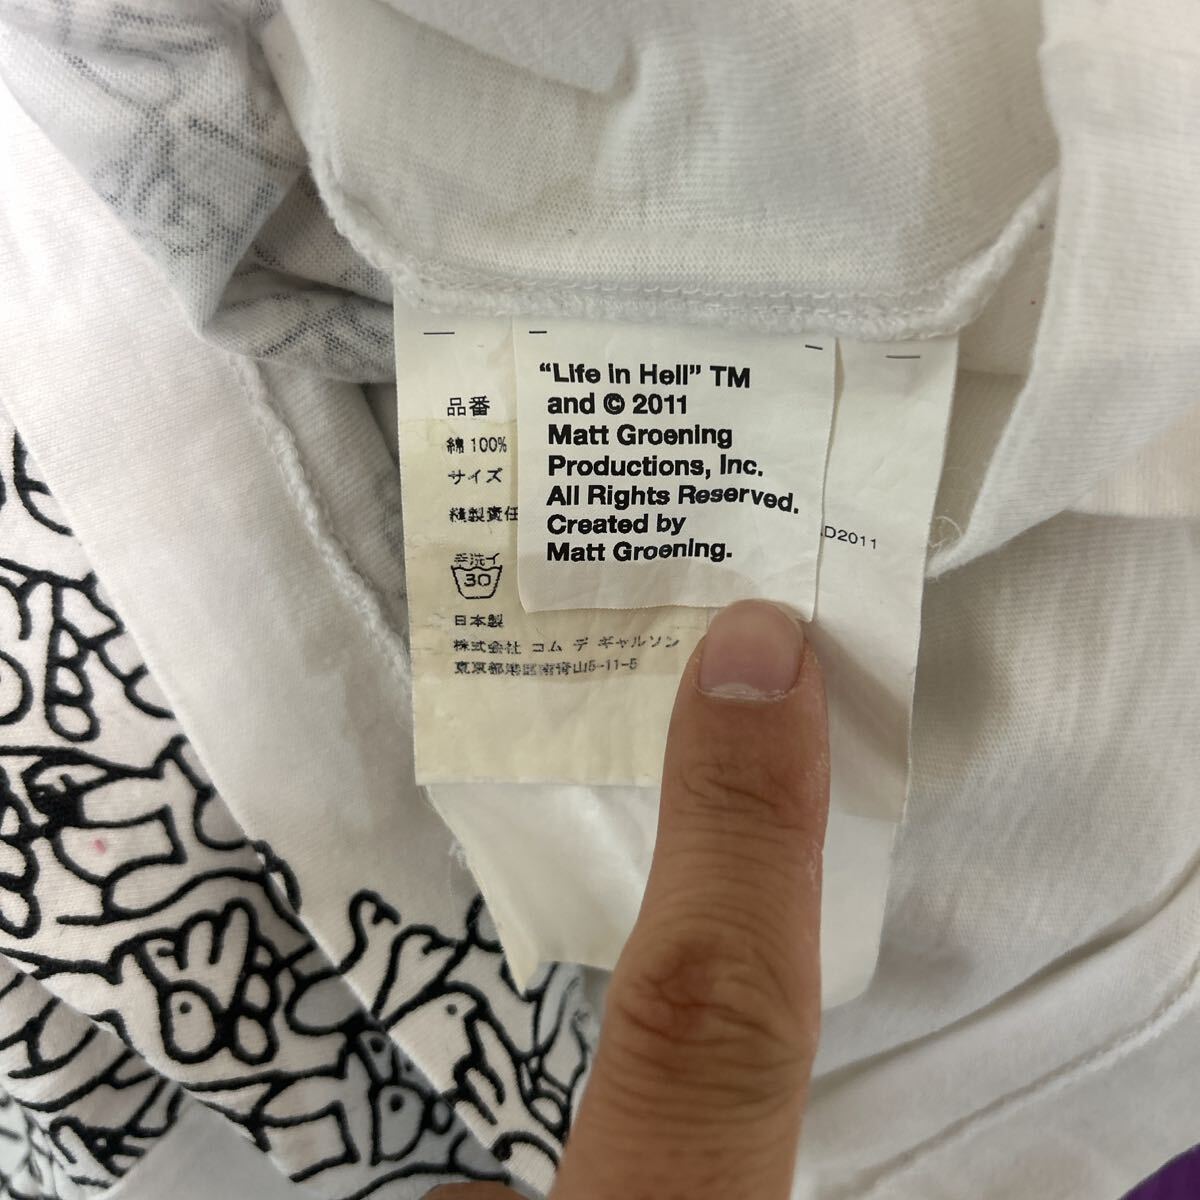 “Life in Hell” TM
and © 2011
Matt Groening
Productions, Inc.
All Rights Reserved.
Created by
Matt Groening.
品番
綿 100%
サイズ
縫製責任
手洗イ
30
日本製
株式会社 コム デ ギャルソン
東京都港区南青山5-11-5
D2011